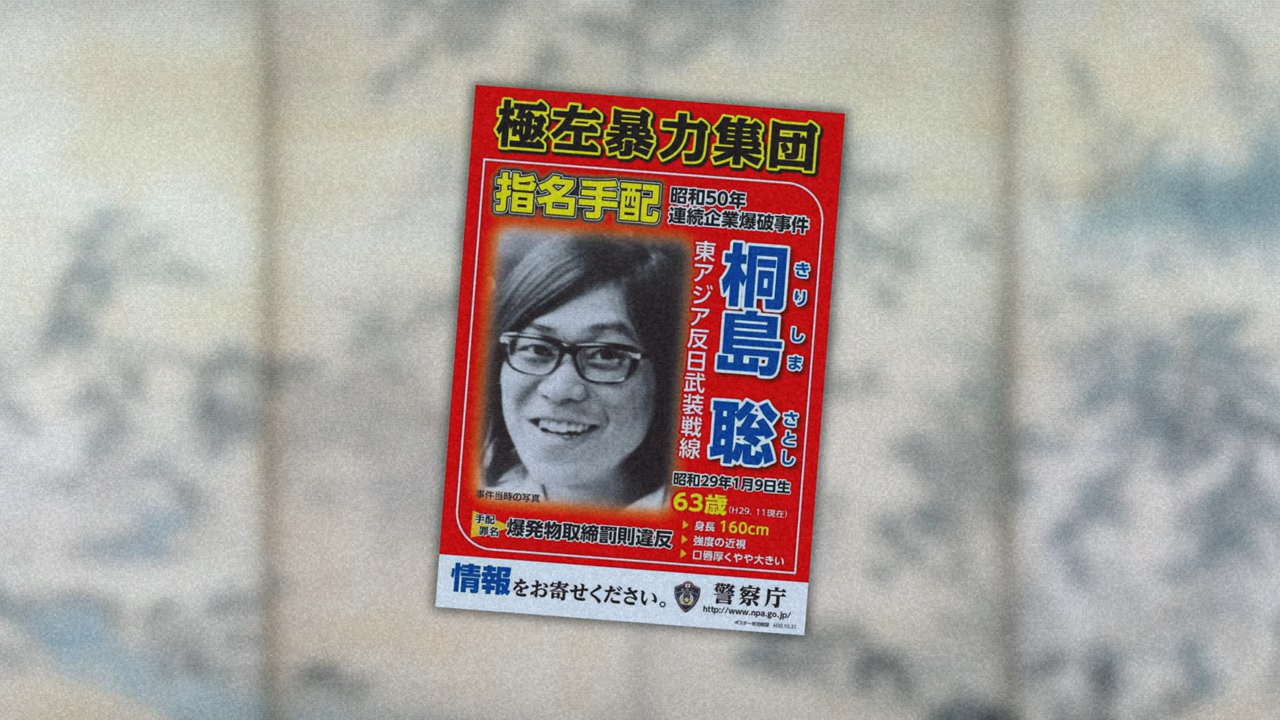 極左暴力集団
指名手配
昭和50年
連続企業爆破事件
東アジア反日武装戦線
桐島 聡
きりしま さとし
昭和29年1月9日生
63歳(H29. 11現在)
身長 160cm
強度の近視
口唇厚くやや大きい
事件当時の写真
手配
罪名
爆発物取締罰則違反
情報をお寄せください。
警察庁
http://www.npa.go.jp/
H30.10.31